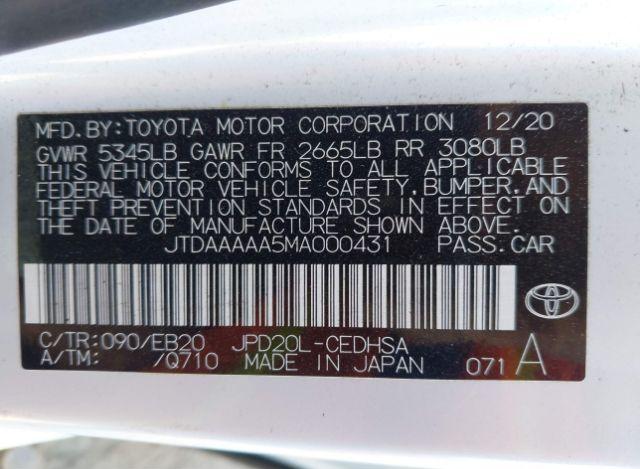 MFD.BY:TOYOTA MOTOR CORPORATION 12/20
GVWR 5345LB GAWR FR 2665LB RR 3080LB
THIS VEHICLE CONFORMS TO ALL APPLICABLE
FEDERAL MOTOR VEHICLE SAFETY,BUMPER,AND
THEFT PREVENTION STANDARDS IN EFFECT ON
THE DATE OF MANUFACTURE SHOWN ABOVE.
JTDAAAAA5MA000431 PASS.CAR
C/TR:090/EB20 JPD20L-CEDHSA
A/TM: /Q710 MADE IN JAPAN 071 A